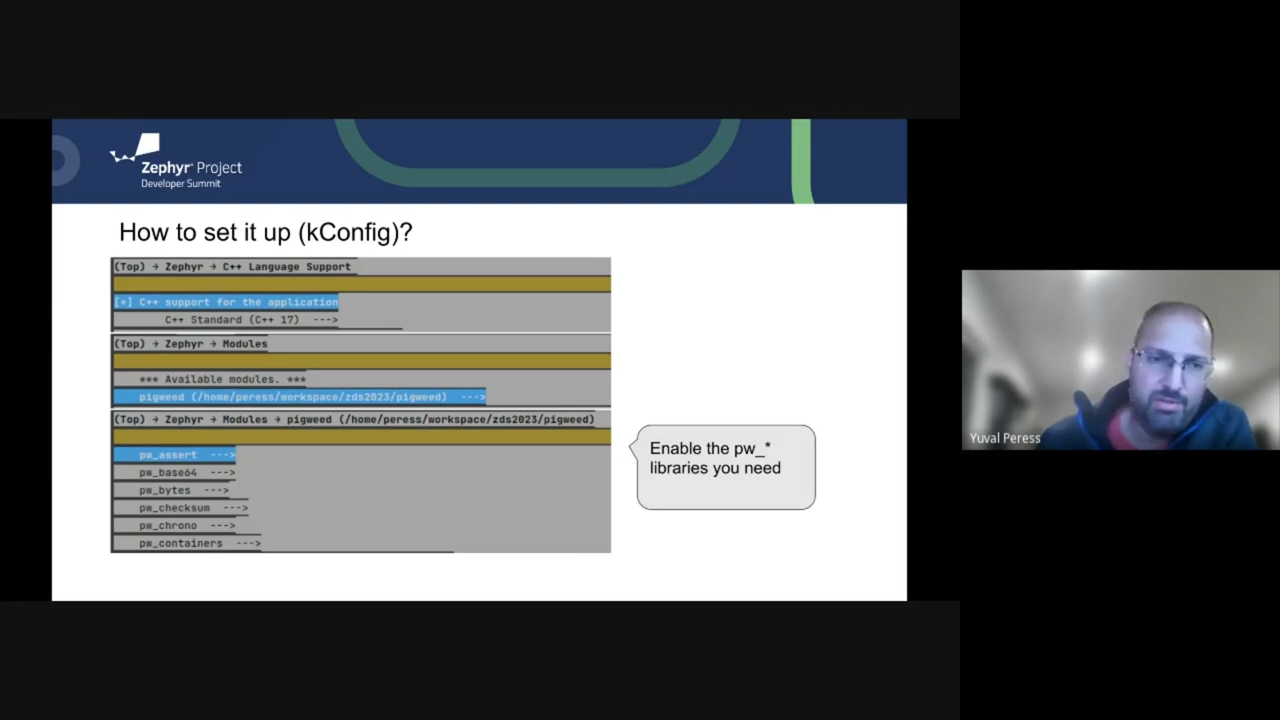 Zephyr® Project
Developer Summit
How to set it up (kConfig)?
(Top) → Zephyr → C++ Language Support
[*] C++ support for the application
C++ Standard (C++ 17) --->
(Top) → Zephyr → Modules
*** Available modules. ***
pigweed (/home/peress/workspace/zds2023/pigweed) --->
(Top) → Zephyr → Modules → pigweed (/home/peress/workspace/zds2023/pigweed)
pw_assert --->
pw_base64 --->
pw_bytes --->
pw_checksum --->
pw_chrono --->
pw_containers --->
Enable the pw_*
libraries you need
Yuval Peress